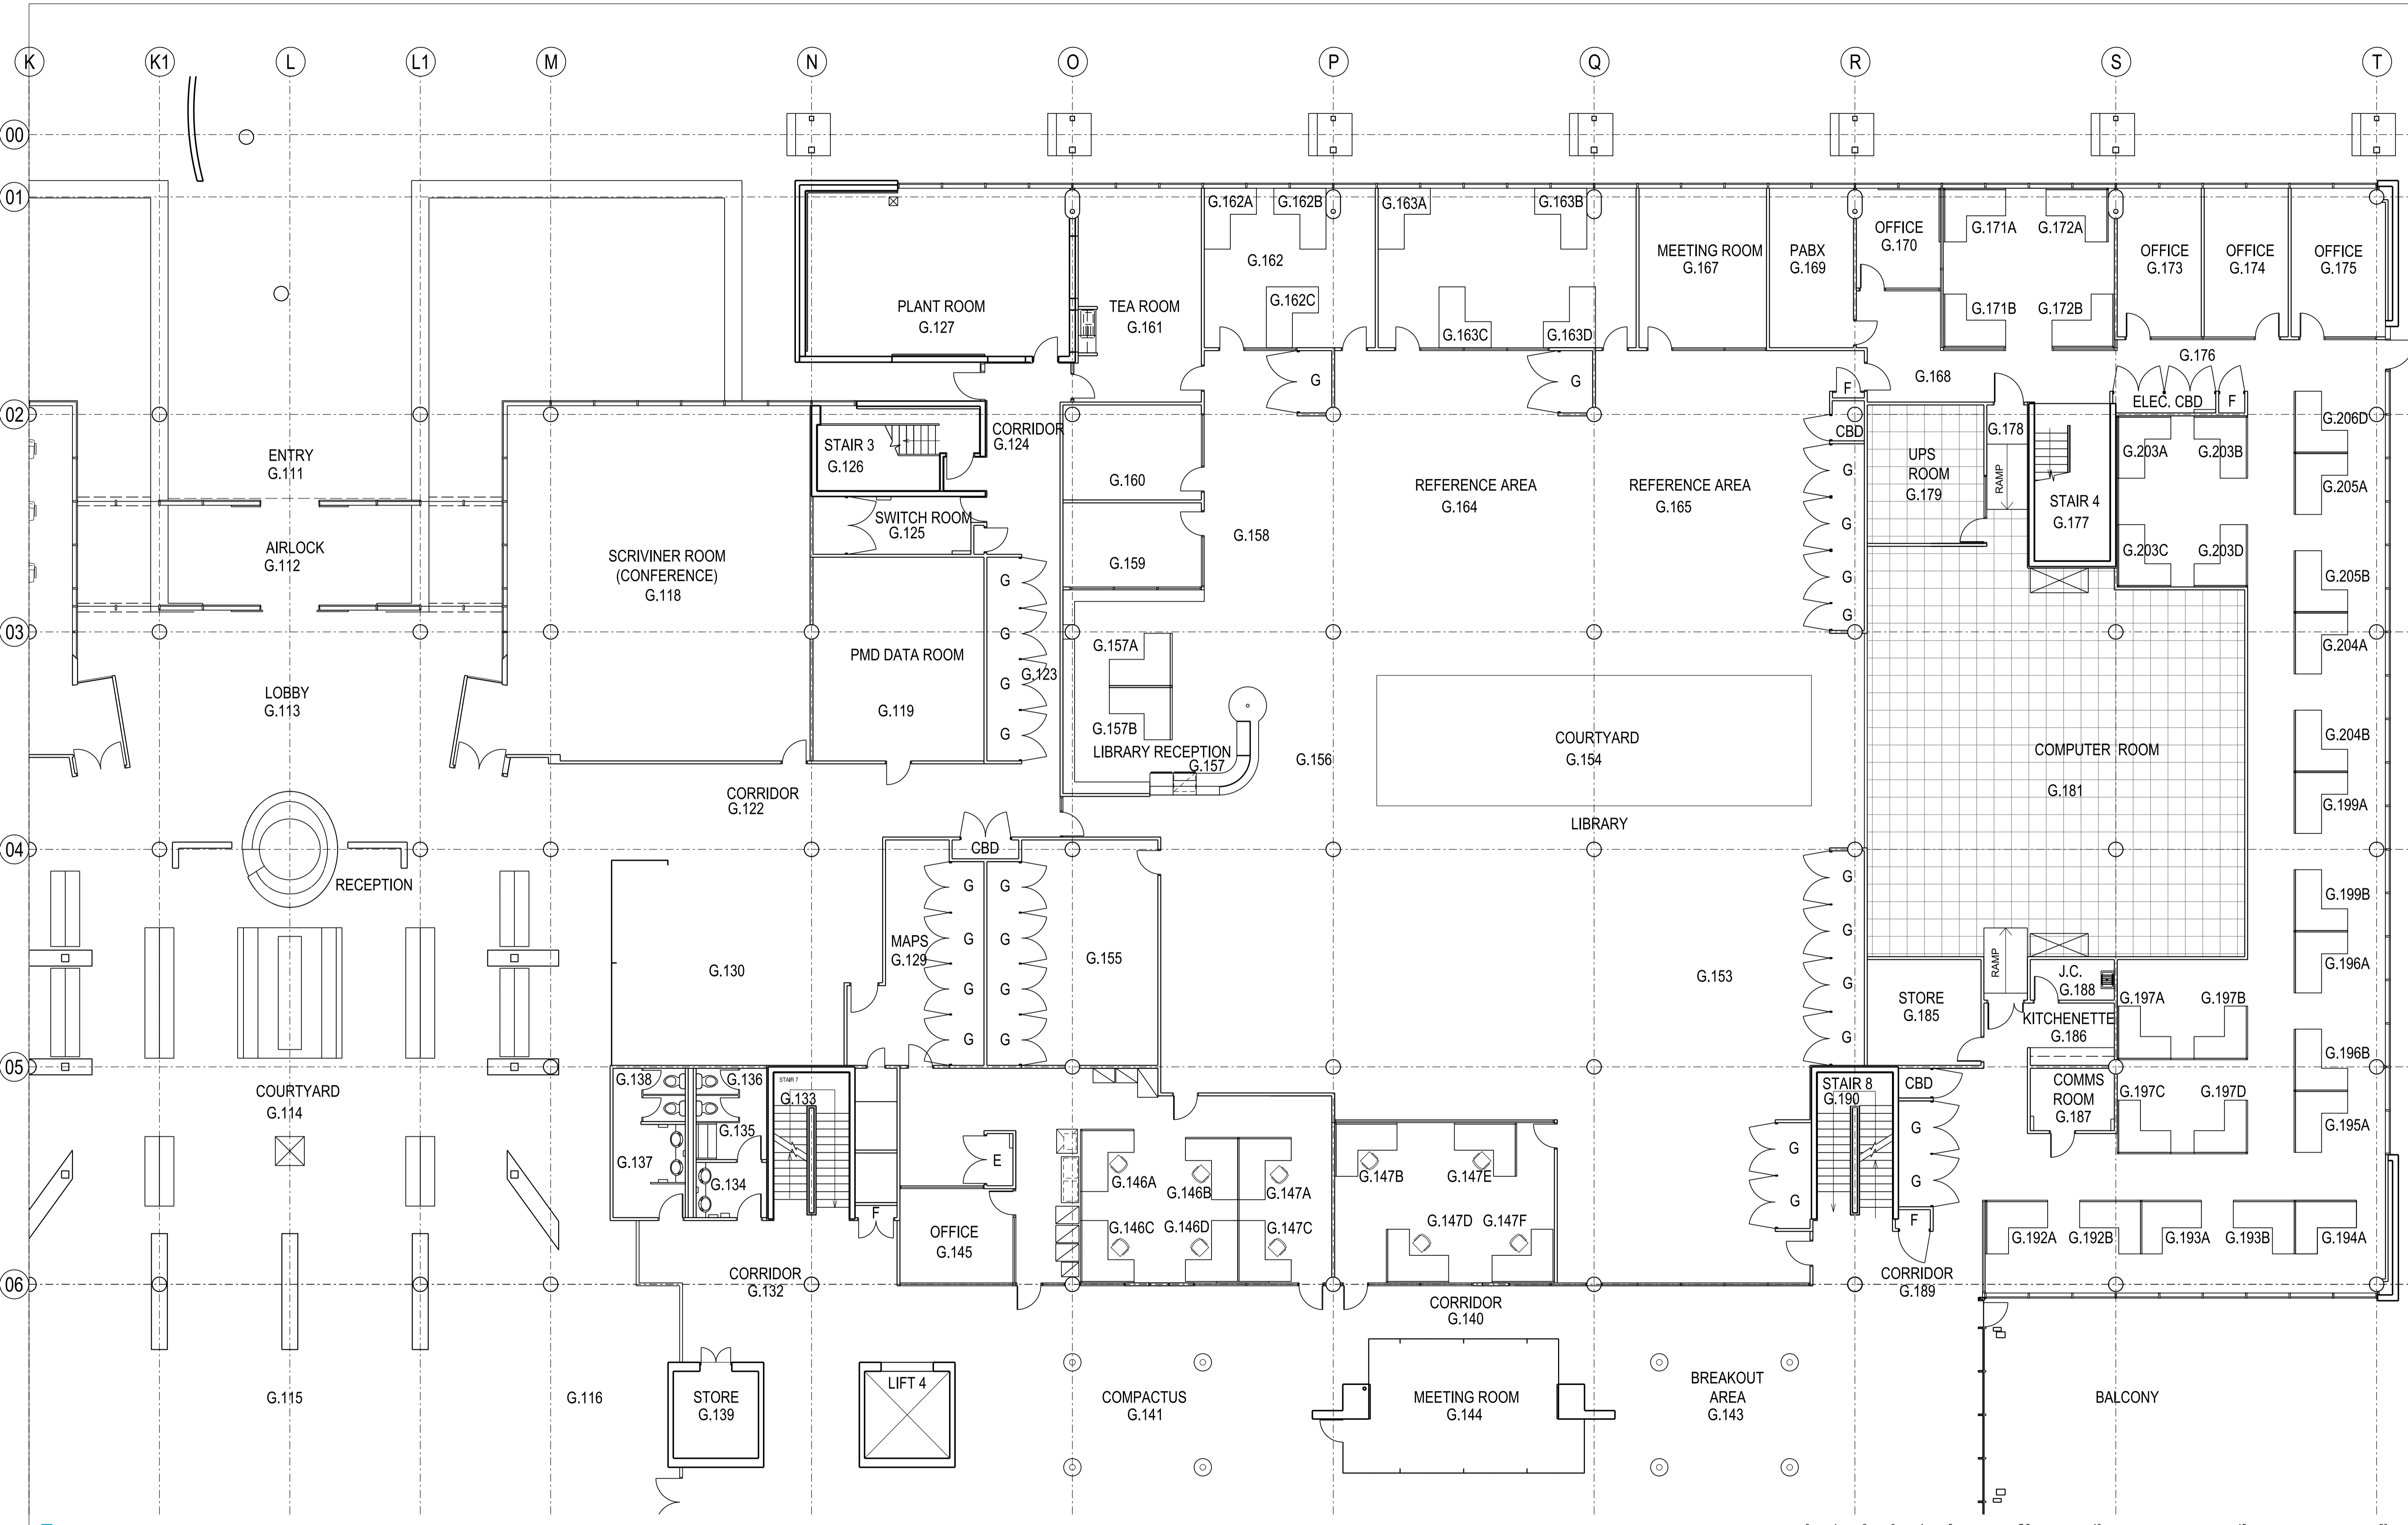 K K1 L L1 M N O P Q R S T
00
01
G.162A
G.162B
G.163A
G.163B
G.171A
G.172A
OFFICE
G.170
MEETING ROOM
G.167
PABX
G.169
OFFICE
G.173
OFFICE
G.174
OFFICE
G.175
G.162
G.162C
PLANT ROOM
G.127
TEA ROOM
G.161
G.163C
G.163D
G.171B
G.172B
G.176
G.168
G
G
F
ELEC. CBD
F
02
ENTRY
G.111
STAIR 3
G.126
CORRIDOR
G.124
CBD
G.178
G.206D
UPS
ROOM
G.179
RAMP
G.203A
G.203B
G.160
REFERENCE AREA
G.164
REFERENCE AREA
G.165
G
G.205A
STAIR 4
G.177
SWITCH ROOM
G.125
G.158
G
AIRLOCK
G.112
SCRIVINER ROOM
(CONFERENCE)
G.118
G.159
G.203C
G.203D
G
G
G.205B
G
03
G
G.157A
G.204A
PMD DATA ROOM
G.119
G.123
G
G
LOBBY
G.113
G.157B
LIBRARY RECEPTION
G.157
G.156
COURTYARD
G.154
COMPUTER ROOM
G.181
G.204B
CORRIDOR
G.122
G.199A
LIBRARY
04
CBD
RECEPTION
G
G
G
G.199B
MAPS
G.129
G
G
G
G.155
G.130
G.153
G.196A
RAMP
J.C.
G.188
G
G
G
STORE
G.185
G.197A
G.197B
KITCHENETTE
G.186
G
G
G
G.196B
05
COURTYARD
G.114
G.138
G.136
STAIR 7
G.133
STAIR 8
G.190
CBD
COMMS
ROOM
G.187
G.197C
G.197D
G.135
G
G.195A
G.137
G.134
E
G
G.146A
G.146B
G.147A
G.147B
G.147E
G
G
F
OFFICE
G.145
G.146C
G.146D
G.147C
G.147D
G.147F
F
G.192A
G.192B
G.193A
G.193B
G.194A
06
CORRIDOR
G.132
CORRIDOR
G.189
CORRIDOR
G.140
G.115
G.116
STORE
G.139
LIFT 4
COMPACTUS
G.141
MEETING ROOM
G.144
BREAKOUT
AREA
G.143
BALCONY